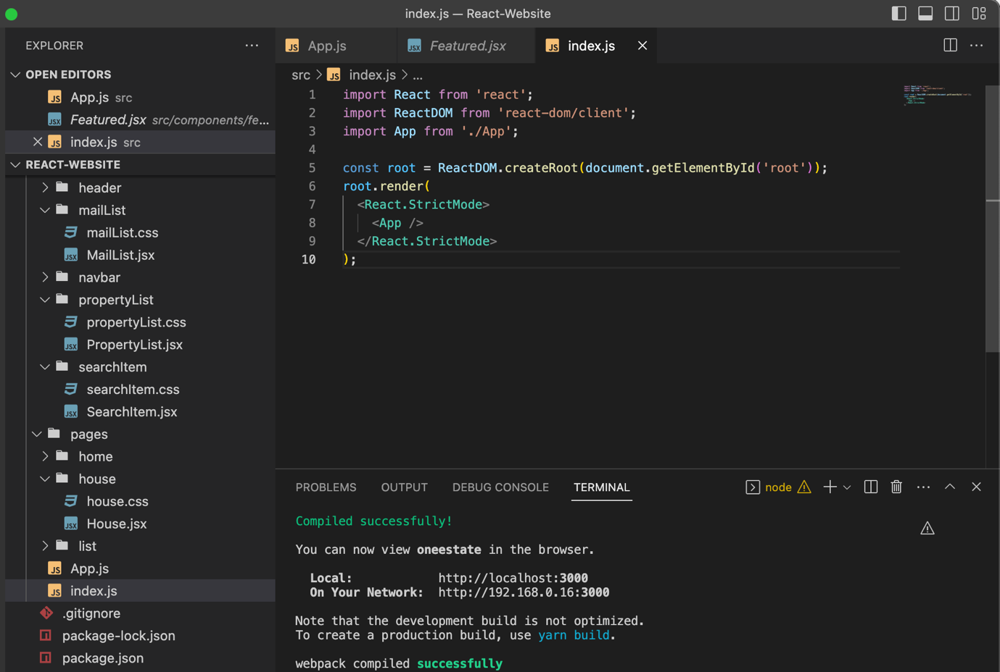 index.js — React-Website
EXPLORER
OPEN EDITORS
JS App.js src
JSX Featured.jsx src/components/fe...
JS index.js src
REACT-WEBSITE
header
mailList
mailList.css
JSX MailList.jsx
navbar
propertyList
propertyList.css
JSX PropertyList.jsx
searchItem
searchItem.css
JSX SearchItem.jsx
pages
home
house
house.css
JSX House.jsx
list
JS App.js
JS index.js
.gitignore
package-lock.json
package.json
JS App.js
JSX Featured.jsx
JS index.js
src > JS index.js > ...
1 import React from 'react';
2 import ReactDOM from 'react-dom/client';
3 import App from './App';
4
5 const root = ReactDOM.createRoot(document.getElementById('root'));
6 root.render(
7 <React.StrictMode>
8 <App />
9 </React.StrictMode>
10 );
PROBLEMS OUTPUT DEBUG CONSOLE TERMINAL
node
Compiled successfully!
You can now view oneestate in the browser.
Local: http://localhost:3000
On Your Network: http://192.168.0.16:3000
Note that the development build is not optimized.
To create a production build, use yarn build.
webpack compiled successfully